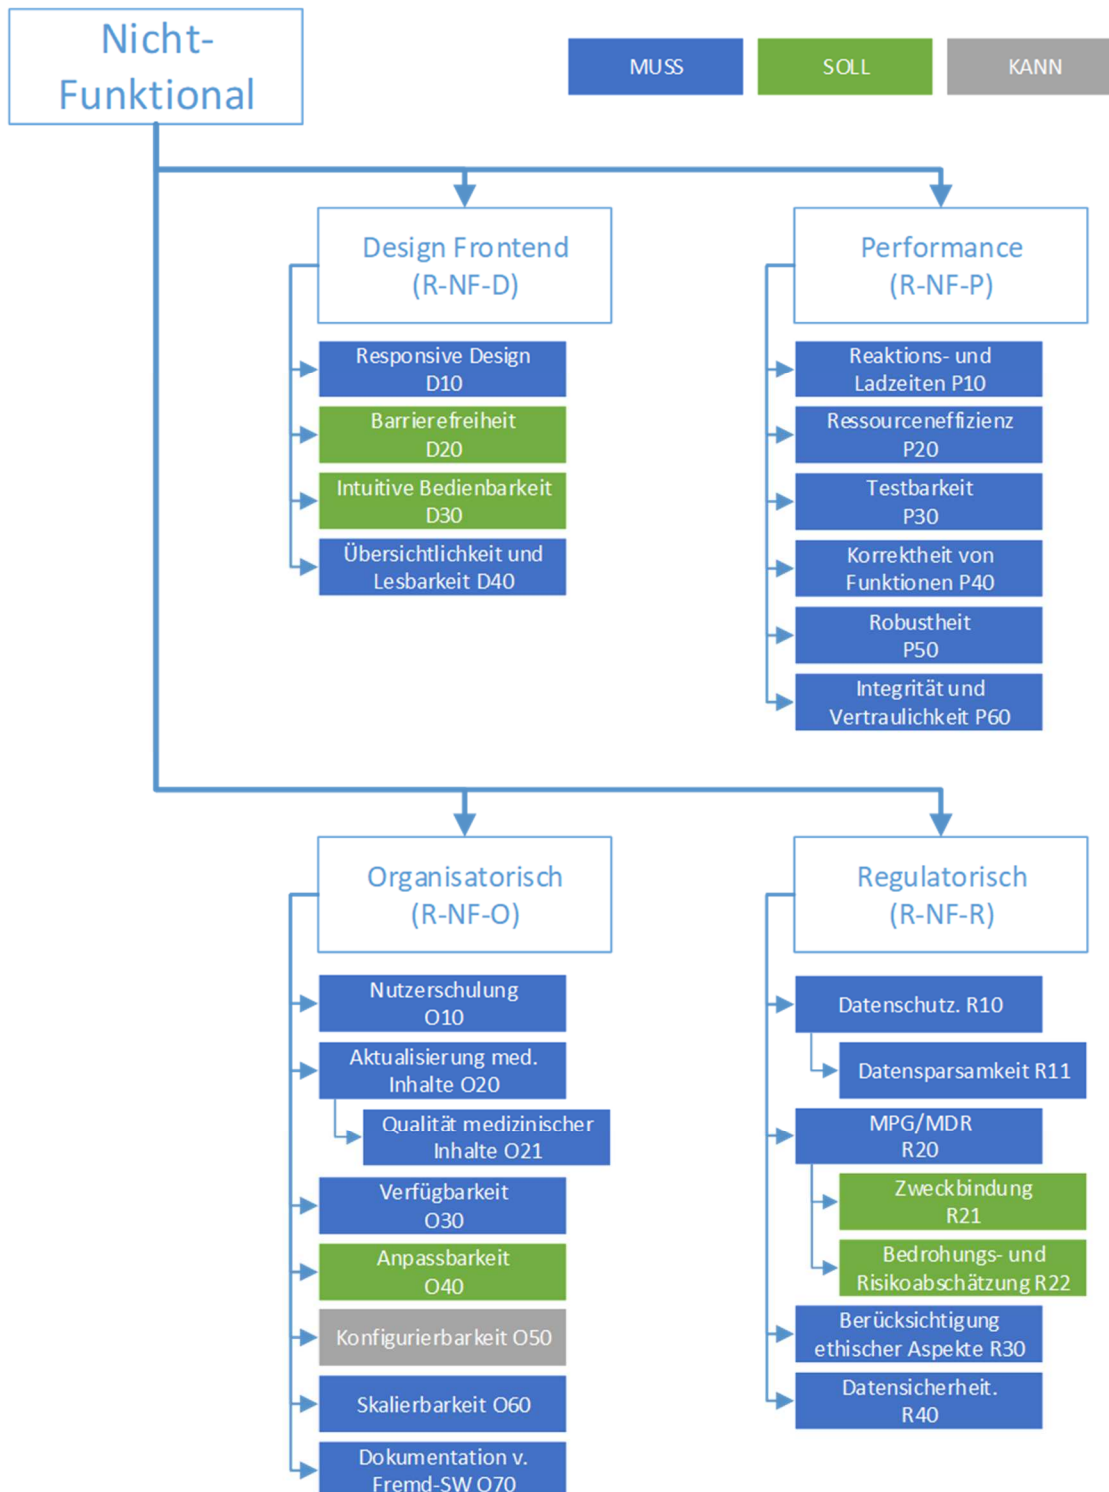 Nicht-
Funktional
MUSS
SOLL
KANN
Design Frontend
(R-NF-D)
Responsive Design
D10
Barrierefreiheit
D20
Intuitive Bedienbarkeit
D30
Übersichtlichkeit und
Lesbarkeit D40
Performance
(R-NF-P)
Reaktions- und
Ladzeiten P10
Ressourceneffizienz
P20
Testbarkeit
P30
Korrektheit von
Funktionen P40
Robustheit
P50
Integrität und
Vertraulichkeit P60
Organisatorisch
(R-NF-O)
Nutzerschulung
O10
Aktualisierung med.
Inhalte O20
Qualität medizinischer
Inhalte O21
Verfügbarkeit
O30
Anpassbarkeit
O40
Konfigurierbarkeit O50
Skalierbarkeit O60
Dokumentation v.
Fremd-SW O70
Regulatorisch
(R-NF-R)
Datenschutz. R10
Datensparsamkeit R11
MPG/MDR
R20
Zweckbindung
R21
Bedrohungs- und
Risikoabschätzung R22
Berücksichtigung
ethischer Aspekte R30
Datensicherheit.
R40